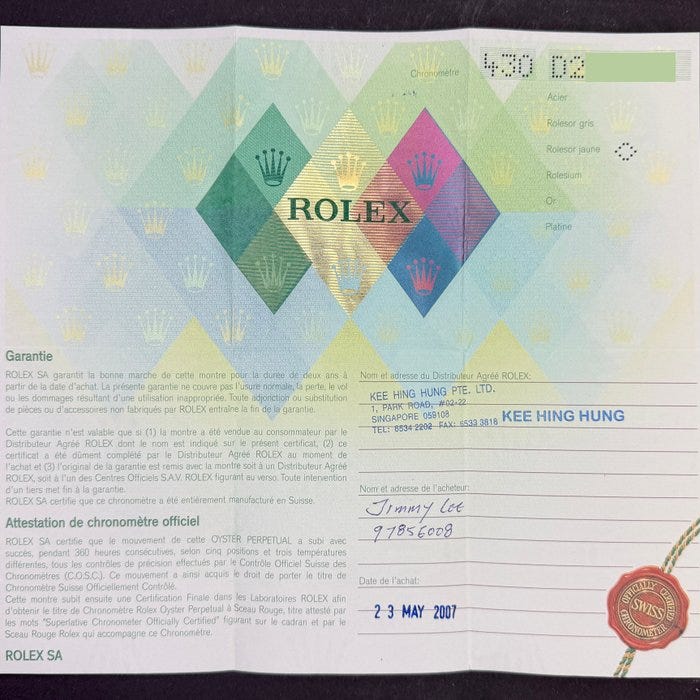 Chronomètre
430 D2
Acier
Rolesor gris
Rolesor jaune
Rolesium
Or
Platine
ROLEX
Garantie
ROLEX SA garantit la bonne marche de cette montre pour la durée de deux ans à
partir de la date d'achat. La présente garantie ne couvre pas l'usure normale, la perte, le vol
ou les dommages résultant d'une utilisation inappropriée. Toute adjonction ou substitution
de pièces ou d'accessoires non fabriqués par ROLEX entraîne la fin de la garantie.
Cette garantie n'est valable que si (1) la montre a été vendue au consommateur par le
Distributeur Agréé ROLEX dont le nom est indiqué sur le présent certificat, (2) ce
certificat a été dûment complété par le Distributeur Agréé ROLEX au moment de
l'achat et (3) l'original de la garantie est remis avec la montre soit à un Distributeur Agréé
ROLEX, soit à l'un des Centres Officiels S.A.V. ROLEX figurant au verso. Toute intervention
d'un tiers met fin à la garantie.
ROLEX SA certifie que ce chronomètre a été entièrement manufacturé en Suisse.
Attestation de chronomètre officiel
ROLEX SA certifie que le mouvement de cette OYSTER PERPETUAL a subi avec
succès, pendant 360 heures consécutives, selon cinq positions et trois températures
différentes, tous les contrôles de précision effectués par le Contrôle Officiel Suisse des
Chronomètres (C.O.S.C.). Ce mouvement a ainsi acquis le droit de porter le titre de
Chronomètre Suisse Officiellement Contrôlé.
Cette montre subit ensuite une Certification Finale dans les Laboratoires ROLEX afin
d'obtenir le titre de Chronomètre Rolex Oyster Perpetual à Sceau Rouge, titre attesté par
les mots "Superlative Chronometer Officially Certified" figurant sur le cadran et par le
Sceau Rouge Rolex qui accompagne ce Chronomètre.
ROLEX SA
Nom et adresse du Distributeur Agréé ROLEX:
KEE HING HUNG PTE. LTD.
1, PARK ROAD, #02-22
SINGAPORE 059108
TEL: 6534 2202 FAX: 6533 3818
KEE HING HUNG
Nom et adresse de l'acheteur:
Jimmy Lee
97856008
Date de l'achat:
23 MAY 2007
OFFICIALLY CERTIFIED
SWISS
CHRONOMETER